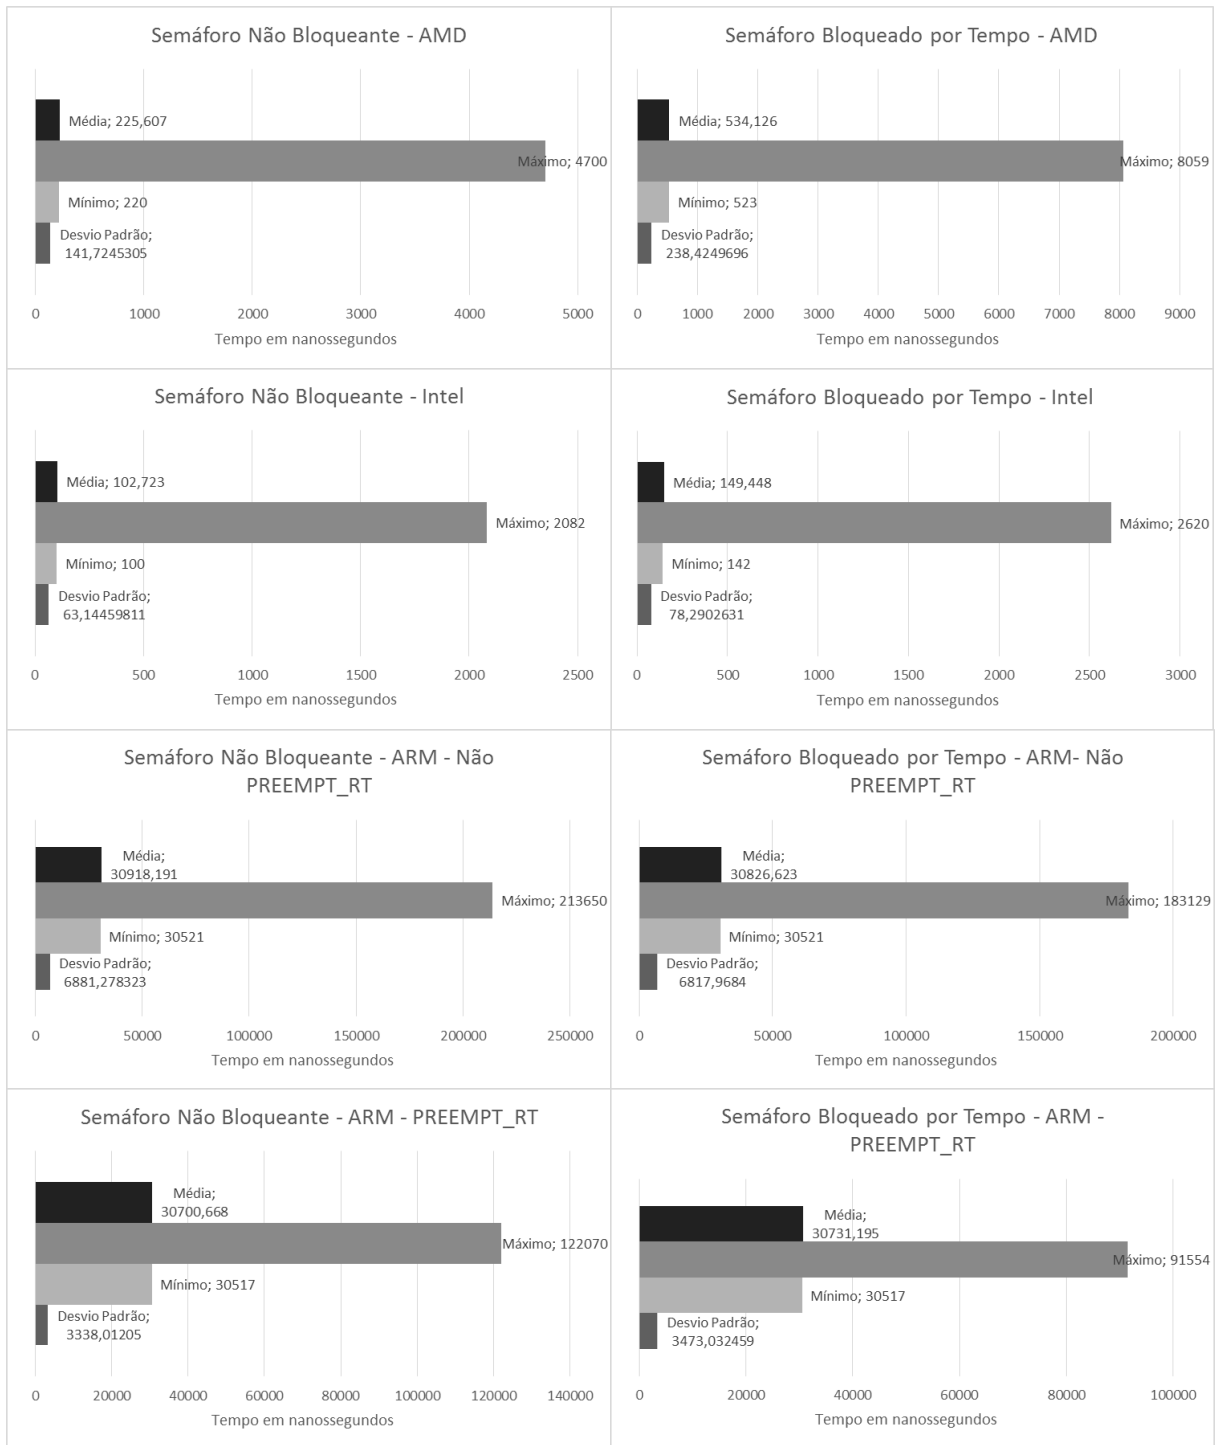 Semáforo Não Bloqueante - AMD
Média; 225,607
Máximo; 4700
Mínimo; 220
Desvio Padrão;
141,7245305
0 1000 2000 3000 4000 5000
Tempo em nanossegundos
Semáforo Bloqueado por Tempo - AMD
Média; 534,126
Máximo; 8059
Mínimo; 523
Desvio Padrão;
238,4249696
0 1000 2000 3000 4000 5000 6000 7000 8000 9000
Tempo em nanossegundos
Semáforo Não Bloqueante - Intel
Média; 102,723
Máximo; 2082
Mínimo; 100
Desvio Padrão;
63,14459811
0 500 1000 1500 2000 2500
Tempo em nanossegundos
Semáforo Bloqueado por Tempo - Intel
Média; 149,448
Máximo; 2620
Mínimo; 142
Desvio Padrão;
78,2902631
0 500 1000 1500 2000 2500 3000
Tempo em nanossegundos
Semáforo Não Bloqueante - ARM - Não
PREEMPT_RT
Média;
30918,191
Máximo; 213650
Mínimo; 30521
Desvio Padrão;
6881,278323
0 50000 100000 150000 200000 250000
Tempo em nanossegundos
Semáforo Bloqueado por Tempo - ARM- Não
PREEMPT_RT
Média;
30826,623
Máximo; 183129
Mínimo; 30521
Desvio Padrão;
6817,9684
0 50000 100000 150000 200000
Tempo em nanossegundos
Semáforo Não Bloqueante - ARM - PREEMPT_RT
Média;
30700,668
Máximo; 122070
Mínimo; 30517
Desvio Padrão;
3338,01205
0 20000 40000 60000 80000 100000 120000 140000
Tempo em nanossegundos
Semáforo Bloqueado por Tempo - ARM -
PREEMPT_RT
Média;
30731,195
Máximo; 91554
Mínimo; 30517
Desvio Padrão;
3473,032459
0 20000 40000 60000 80000 100000
Tempo em nanossegundos